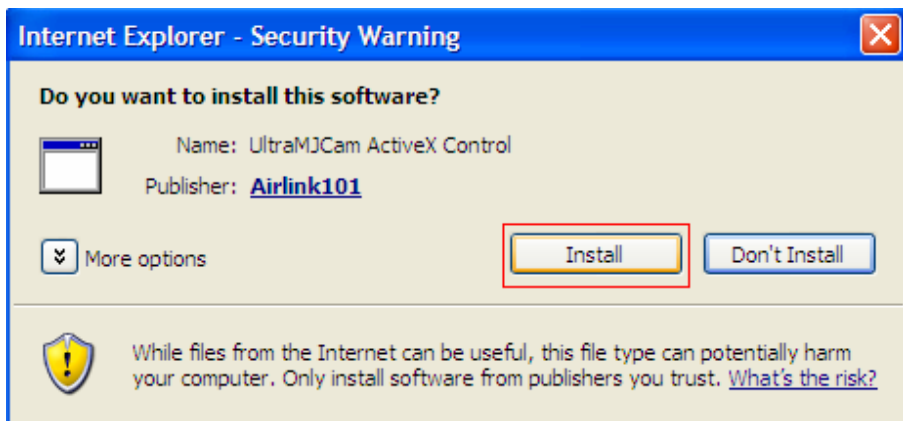 Internet Explorer - Security Warning
Do you want to install this software?
Name: UltraMJCam ActiveX Control
Publisher: Airlink101
More options
Install
Don't Install
While files from the Internet can be useful, this file type can potentially harm
your computer. Only install software from publishers you trust. What's the risk?